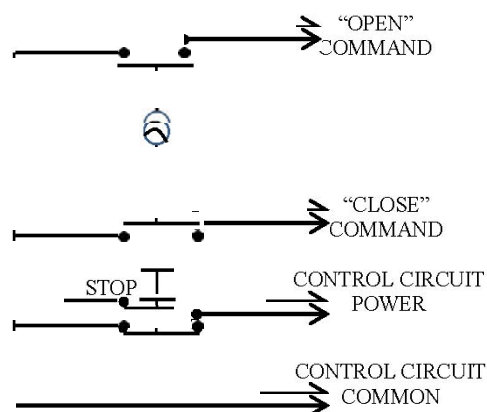 “OPEN”
COMMAND
“CLOSE”
COMMAND
STOP
CONTROL CIRCUIT
POWER
CONTROL CIRCUIT
COMMON